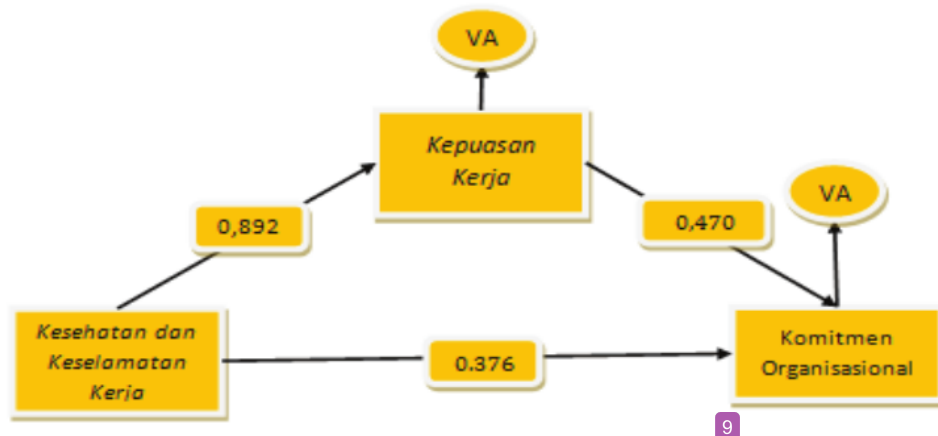 VA
Kepuasan
Kerja
VA
0,892
0,470
Kesehatan dan
Keselamatan
Kerja
0.376
Komitmen
Organisasional
9